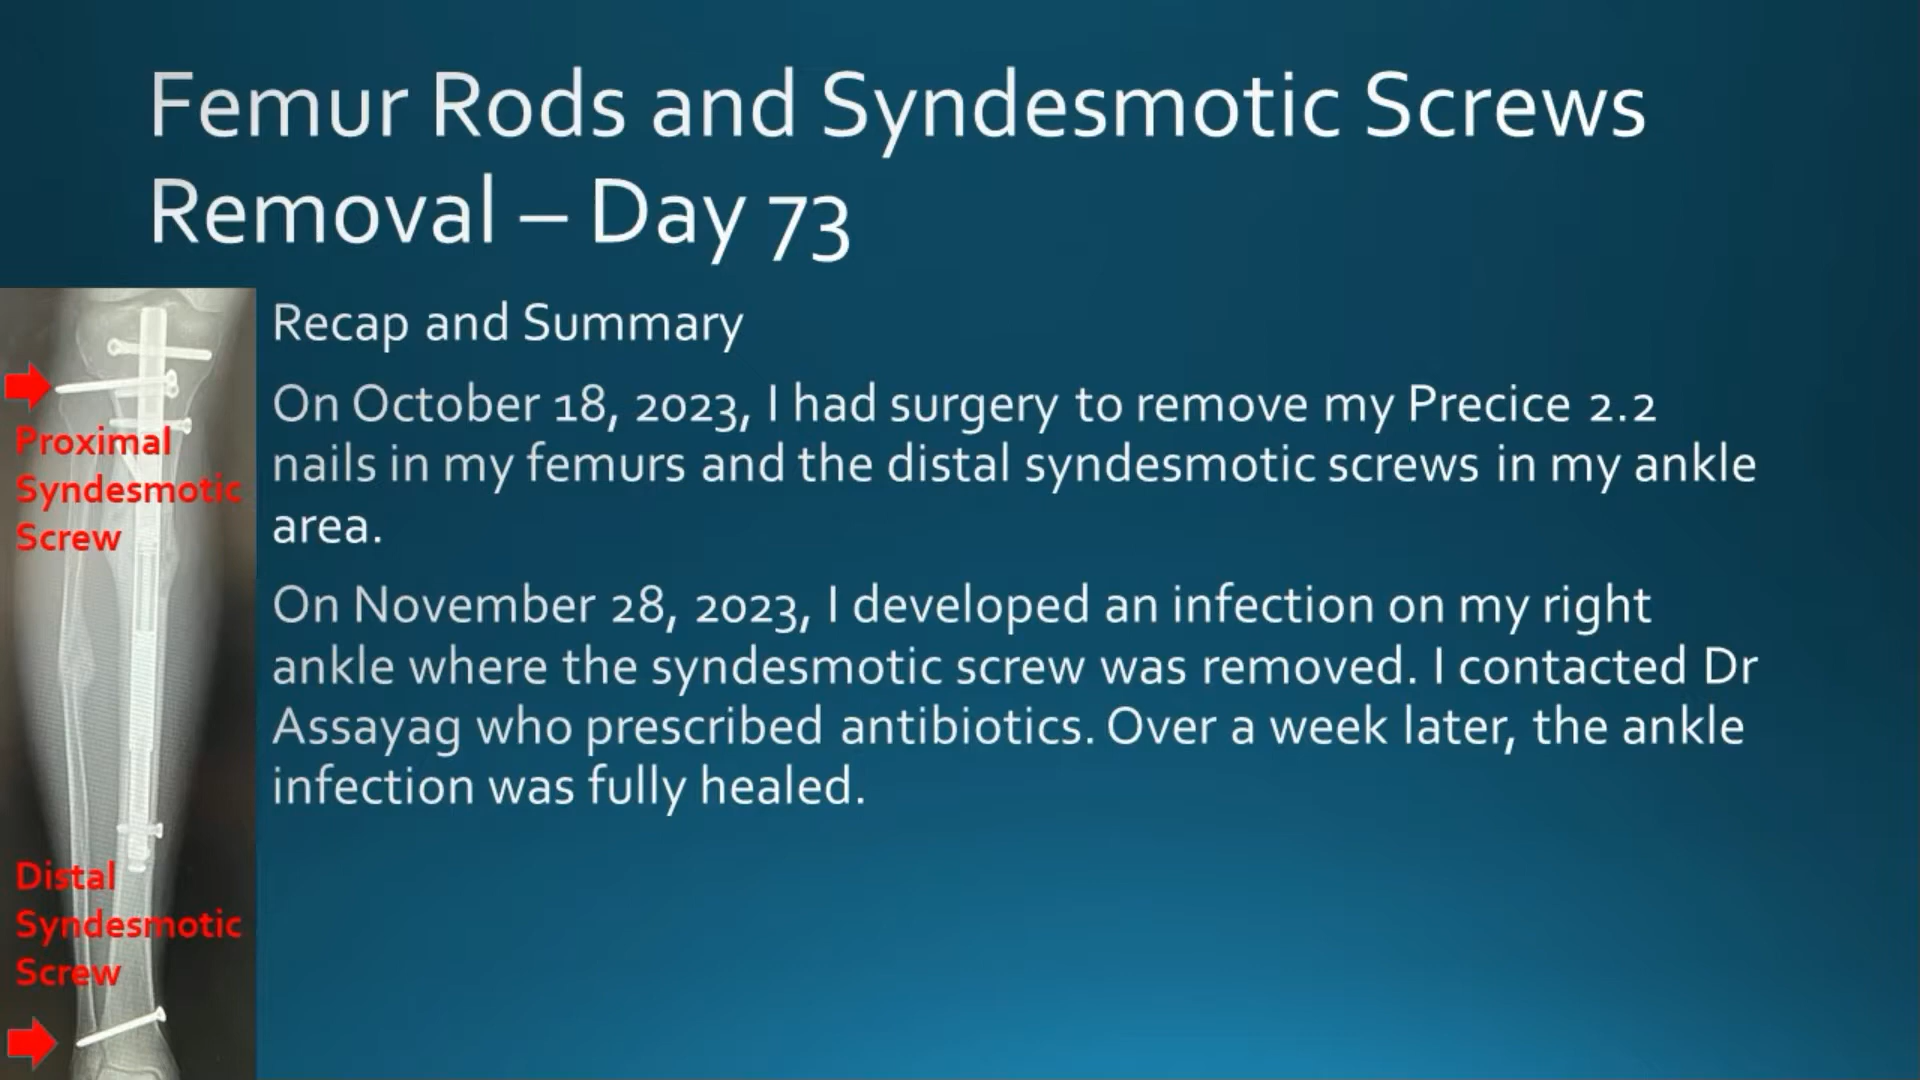 Femur Rods and Syndesmotic Screws
Removal – Day 73
Proximal
Syndesmotic
Screw
Distal
Syndesmotic
Screw
Recap and Summary
On October 18, 2023, I had surgery to remove my Precice 2.2
nails in my femurs and the distal syndesmotic screws in my ankle
area.
On November 28, 2023, I developed an infection on my right
ankle where the syndesmotic screw was removed. I contacted Dr
Assayag who prescribed antibiotics. Over a week later, the ankle
infection was fully healed.